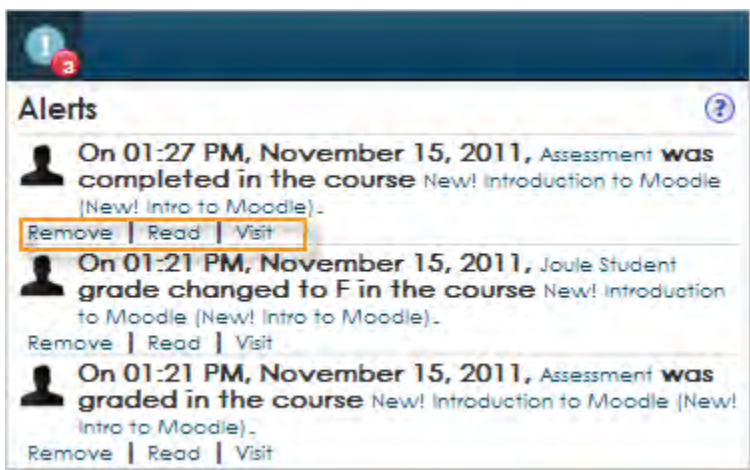 3
Alerts ?
On 01:27 PM, November 15, 2011, Assessment was
completed in the course New! Introduction to Moodle
(New! Intro to Moodle).
Remove | Read | Visit
On 01:21 PM, November 15, 2011, Joule Student
grade changed to F in the course New! Introduction
to Moodle (New! Intro to Moodle).
Remove | Read | Visit
On 01:21 PM, November 15, 2011, Assessment was
graded in the course New! Introduction to Moodle (New!
Intro to Moodle).
Remove | Read | Visit